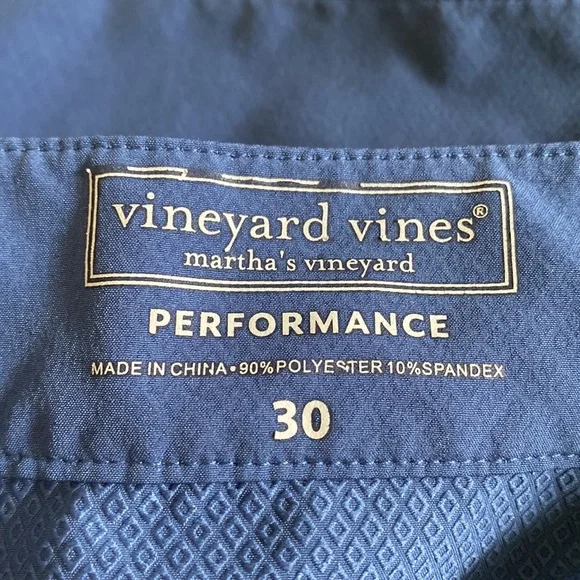 vineyard vines®
martha's vineyard
PERFORMANCE
MADE IN CHINA•90%POLYESTER 10%SPANDEX
30